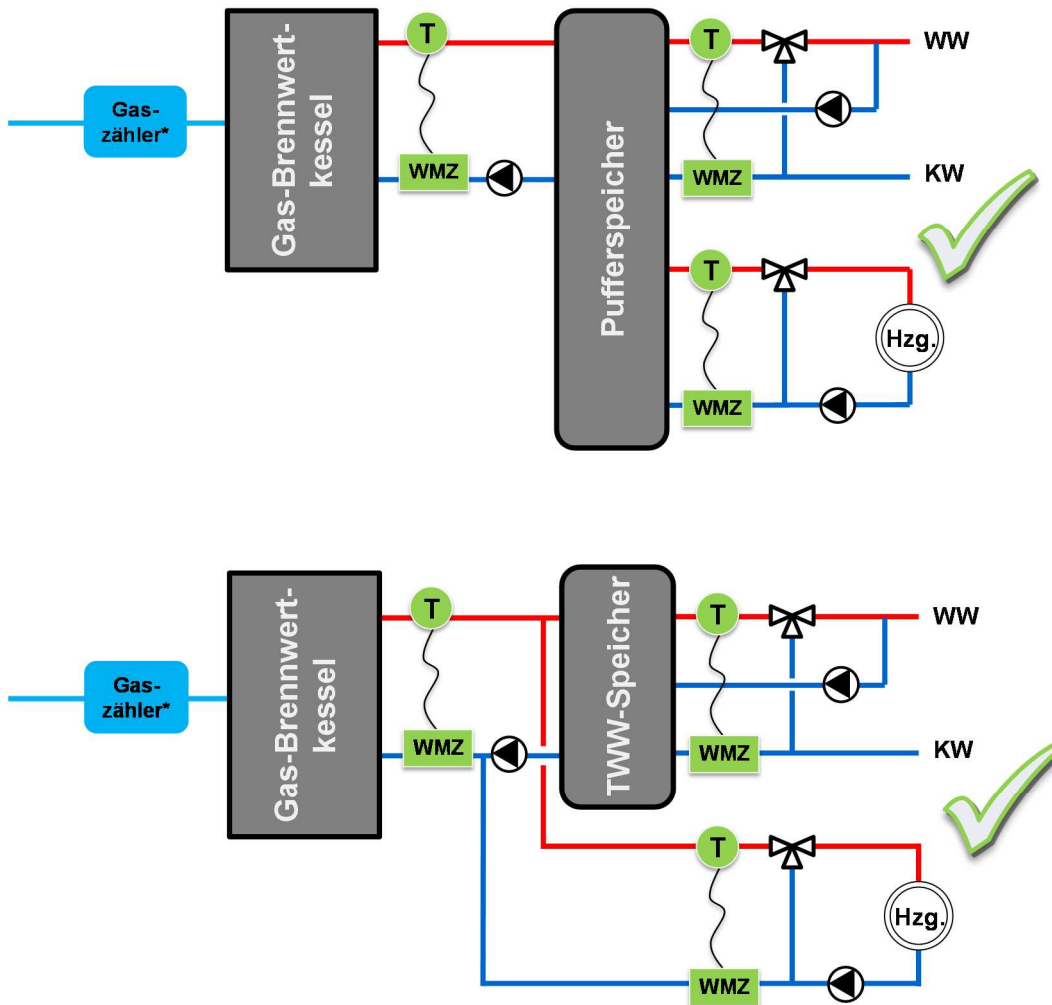 Gas-
zähler*
Gas-Brennwert-
kessel
T
WMZ
Pufferspeicher
T
WW
WMZ
KW
T
Hzg.
WMZ
Gas-
zähler*
Gas-Brennwert-
kessel
T
WMZ
TWW-Speicher
T
WW
WMZ
KW
T
Hzg.
WMZ